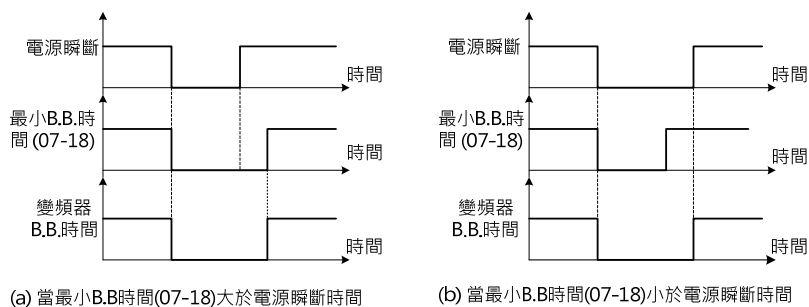 電源瞬斷
時間
最小B.B.時
間 (07-18)
時間
變頻器
B.B.時間
時間
(a) 當最小B.B時間(07-18)大於電源瞬斷時間
電源瞬斷
時間
最小B.B.時
間 (07-18)
時間
變頻器
B.B.時間
時間
(b) 當最小B.B時間(07-18)小於電源瞬斷時間